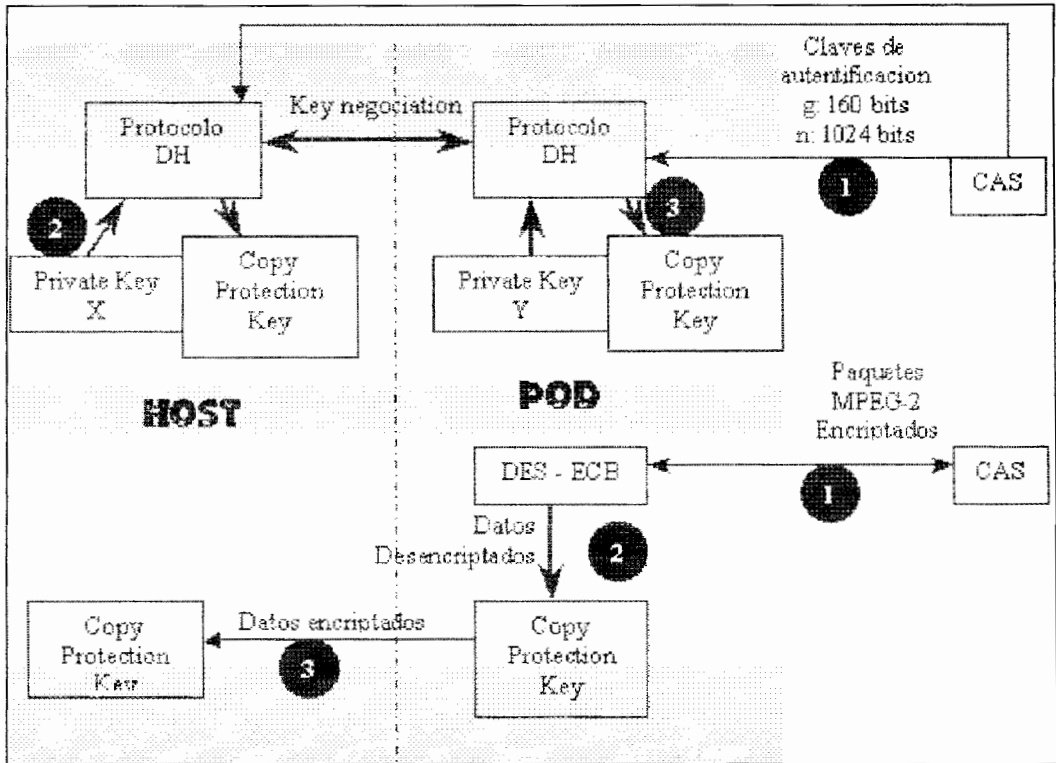 Claves de
autentificacion
g: 160 bits
n: 1024 bits
Key negociation
Protocolo
DH
Protocolo
DH
1
CAS
2
3
Private Key
X
Copy
Protection
Key
Private Key
Y
Copy
Protection
Key
HOST
POD
Paquetes
MPEG-2
Encriptados
DES - ECB
1
CAS
Datos
Desencriptados
2
Copy
Protection
Key
Datos encriptados
3
Copy
Protection
Key